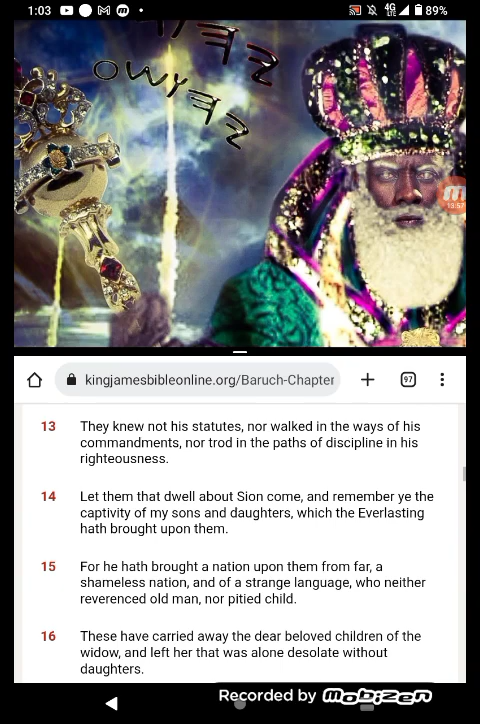 1:03 4G LTE 89%
𐤉𐤄𐤅𐤔𐤏
13:57
kingjamesbibleonline.org/Baruch-Chapter
97
13 They knew not his statutes, nor walked in the ways of his
commandments, nor trod in the paths of discipline in his
righteousness.
14 Let them that dwell about Sion come, and remember ye the
captivity of my sons and daughters, which the Everlasting
hath brought upon them.
15 For he hath brought a nation upon them from far, a
shameless nation, and of a strange language, who neither
reverenced old man, nor pitied child.
16 These have carried away the dear beloved children of the
widow, and left her that was alone desolate without
daughters.
Recorded by mobizen